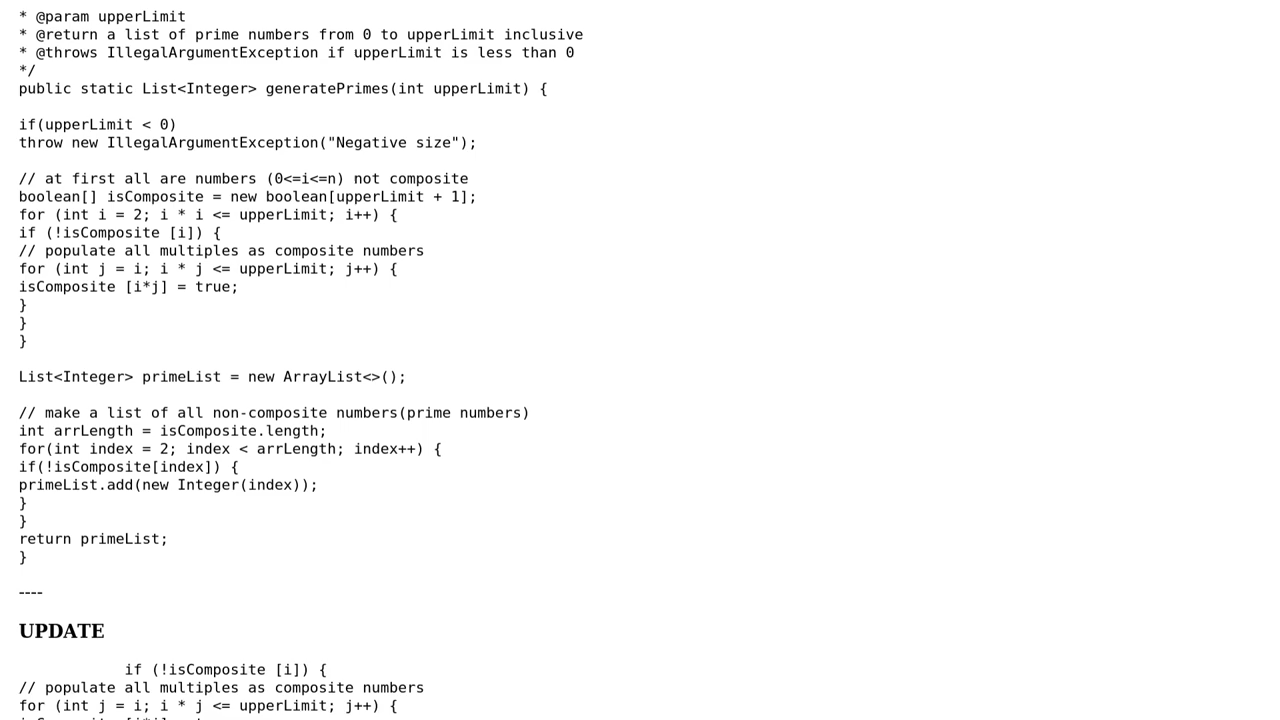 * @param upperLimit
* @return a list of prime numbers from 0 to upperLimit inclusive
* @throws IllegalArgumentException if upperLimit is less than 0
*/
public static List<Integer> generatePrimes(int upperLimit) {

if(upperLimit < 0)
throw new IllegalArgumentException("Negative size");

// at first all are numbers (0<=i<=n) not composite
boolean[] isComposite = new boolean[upperLimit + 1];
for (int i = 2; i * i <= upperLimit; i++) {
if (!isComposite [i]) {
// populate all multiples as composite numbers
for (int j = i; i * j <= upperLimit; j++) {
isComposite [i*j] = true;
}
}
}

List<Integer> primeList = new ArrayList<>();

// make a list of all non-composite numbers(prime numbers)
int arrLength = isComposite.length;
for(int index = 2; index < arrLength; index++) {
if(!isComposite[index]) {
primeList.add(new Integer(index));
}
}
return primeList;
}

----

UPDATE

if (!isComposite [i]) {
// populate all multiples as composite numbers
for (int j = i; i * j <= upperLimit; j++) {